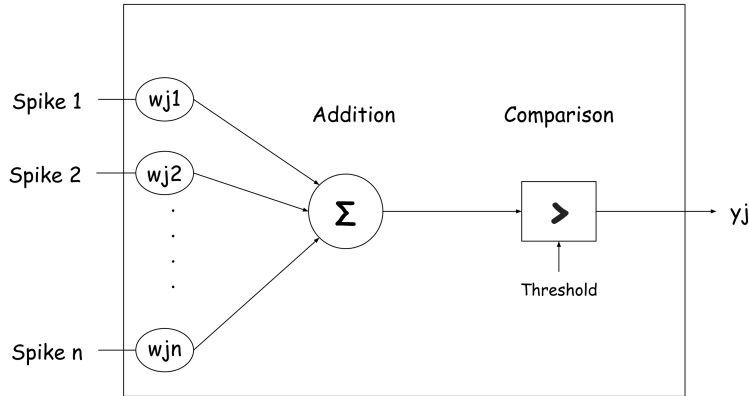 Spike 1
wj1
Addition
Comparison
Spike 2
wj2
Σ
>
yj
Threshold
Spike n
wjn